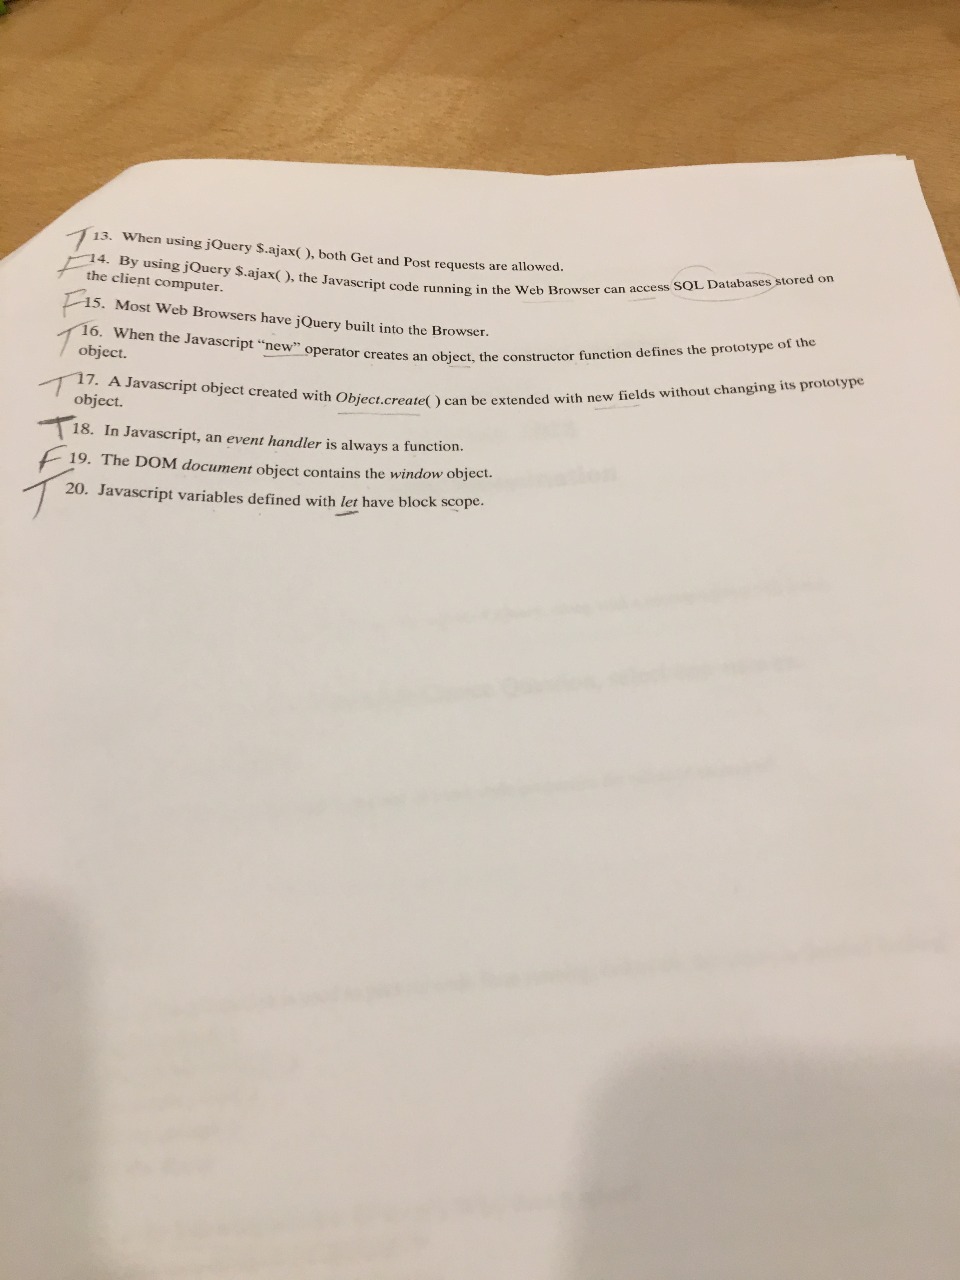 T 13. When using jQuery $.ajax( ), both Get and Post requests are allowed.
F 14. By using jQuery $.ajax( ), the Javascript code running in the Web Browser can access SQL Databases stored on
the client computer.
F 15. Most Web Browsers have jQuery built into the Browser.
T 16. When the Javascript “new” operator creates an object, the constructor function defines the prototype of the
object.
T 17. A Javascript object created with Object.create( ) can be extended with new fields without changing its prototype
object.
T 18. In Javascript, an event handler is always a function.
F 19. The DOM document object contains the window object.
T 20. Javascript variables defined with let have block scope.